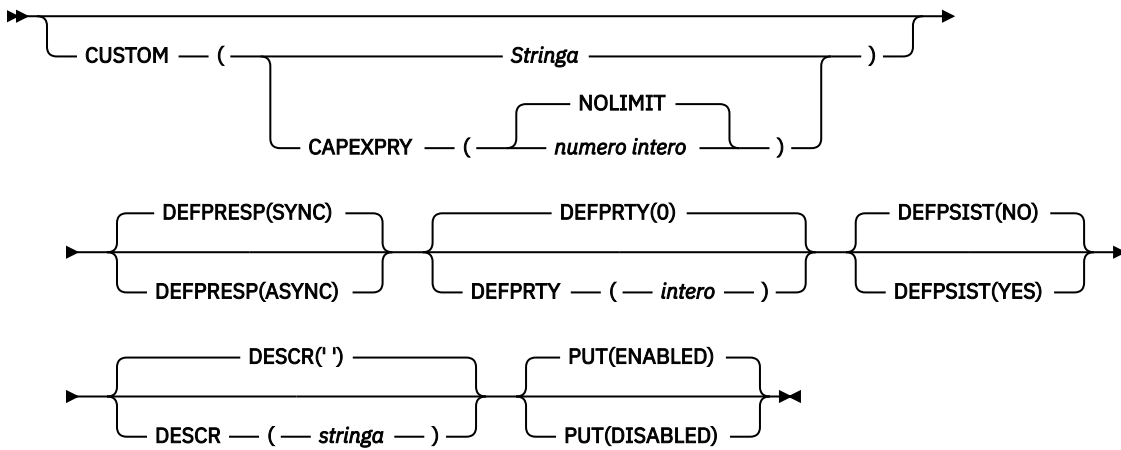 CUSTOM ( Stringa )
NOLIMIT
CAPEXPRY ( numero intero )
DEFPRESP(SYNC) DEFPRTY(0) DEFPSIST(NO)
DEFPRESP(ASYNC) DEFPRTY ( intero ) DEFPSIST(YES)
DESCR(' ') PUT(ENABLED)
DESCR ( stringa ) PUT(DISABLED)